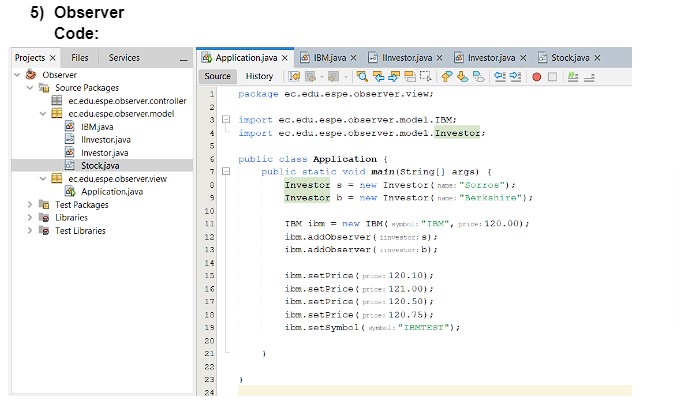 5) Observer
Code:
Projects × Files Services
Observer
Source Packages
ec.edu.espe.observer.controller
ec.edu.espe.observer.model
IBM.java
IInvestor.java
Investor.java
Stock.java
ec.edu.espe.observer.view
Application.java
Test Packages
Libraries
Test Libraries
Application.java × IBM.java × IInvestor.java × Investor.java × Stock.java ×
Source History
1 package ec.edu.espe.observer.view;
2
3 import ec.edu.espe.observer.model.IBM;
4 import ec.edu.espe.observer.model.Investor;
5
6 public class Application {
7 public static void main(String[] args) {
8 Investor s = new Investor( name: "Sorros");
9 Investor b = new Investor( name: "Berkshire");
10
11 IBM ibm = new IBM( symbol: "IBM", price: 120.00);
12 ibm.addObserver( iinvestor: s);
13 ibm.addObserver( iinvestor: b);
14
15 ibm.setPrice( price: 120.10);
16 ibm.setPrice( price: 121.00);
17 ibm.setPrice( price: 120.50);
18 ibm.setPrice( price: 120.75);
19 ibm.setSymbol( symbol: "IBMTEST");
20
21 }
22
23 }
24